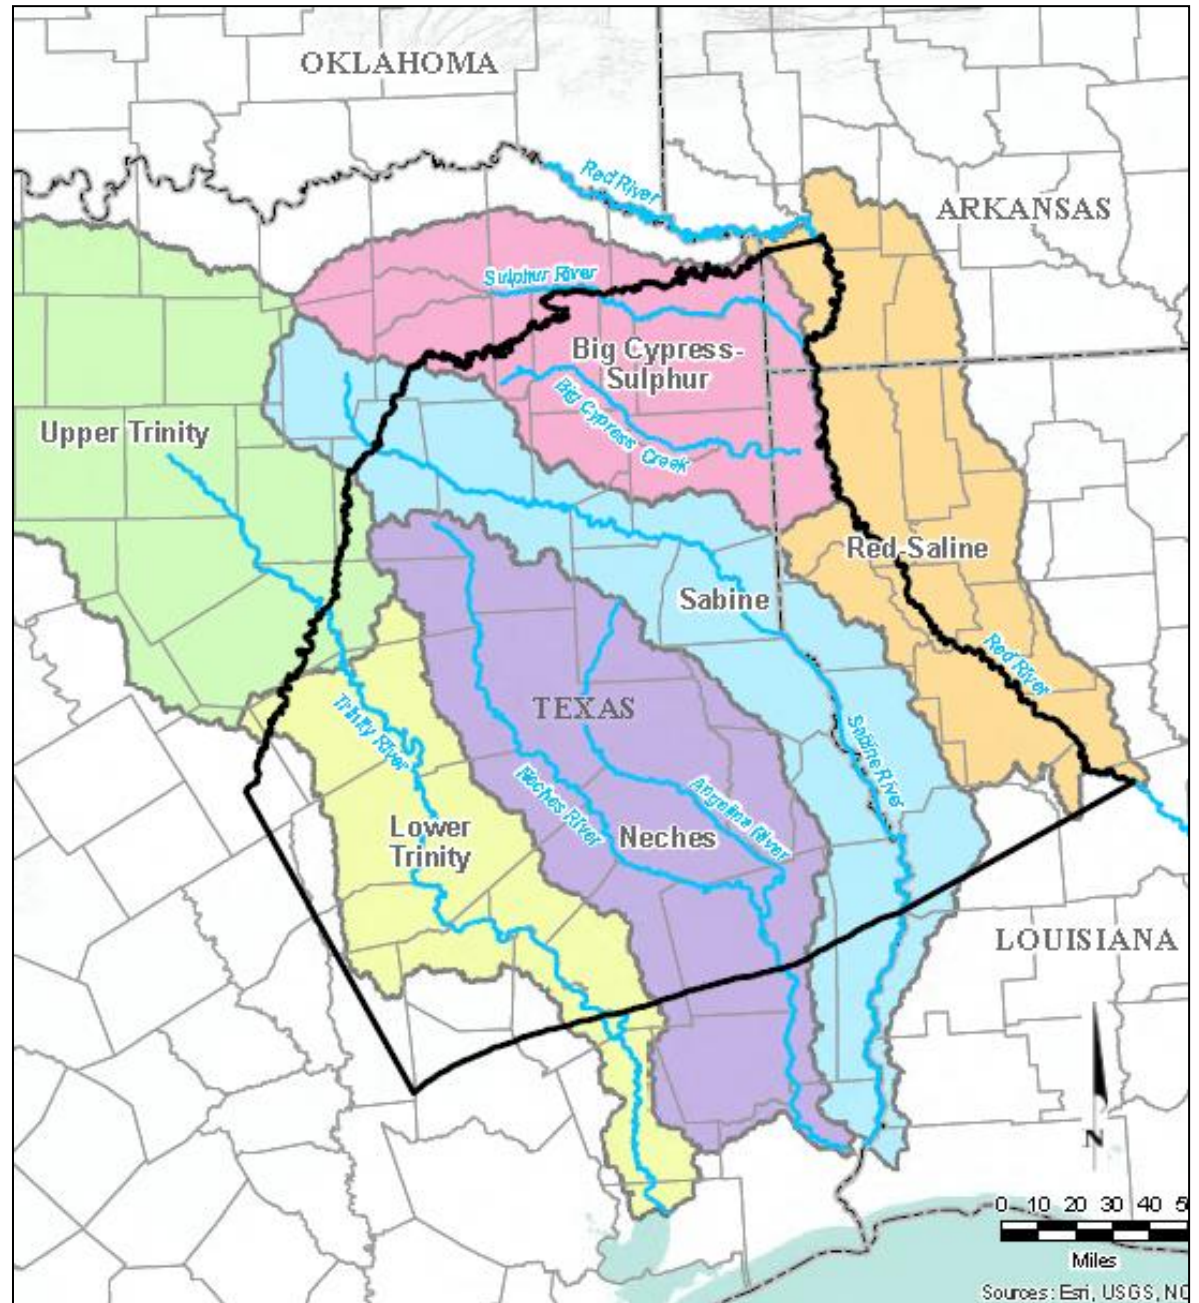 OKLAHOMA
Red River
ARKANSAS
Sulphur River
Big Cypress-
Sulphur
Big Cypress Creek
Upper Trinity
Red-Saline
Sabine
Red River
TEXAS
Trinity River
Sabine River
Neches River
Angelina River
Lower
Trinity
Neches
LOUISIANA
N
0 10 20 30 40 5
Miles
Sources: Esri, USGS, NO